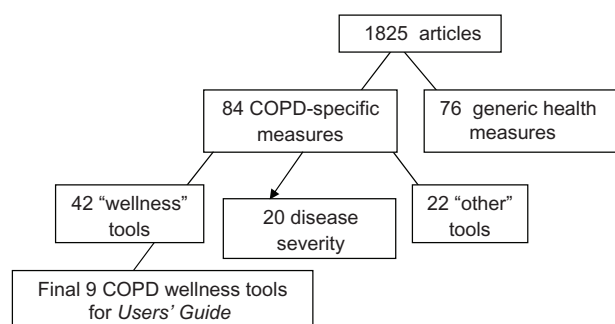 1825 articles
84 COPD-specific
measures
76 generic health
measures
42 “wellness”
tools
20 disease
severity
22 “other”
tools
Final 9 COPD wellness tools
for Users’ Guide